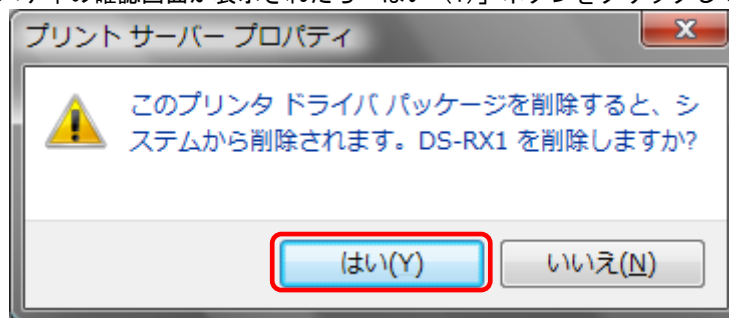 プリント サーバー プロパティ
このプリンタ ドライバ パッケージを削除すると、シ
ステムから削除されます。DS-RX1 を削除しますか?
はい(Y)
いいえ(N)